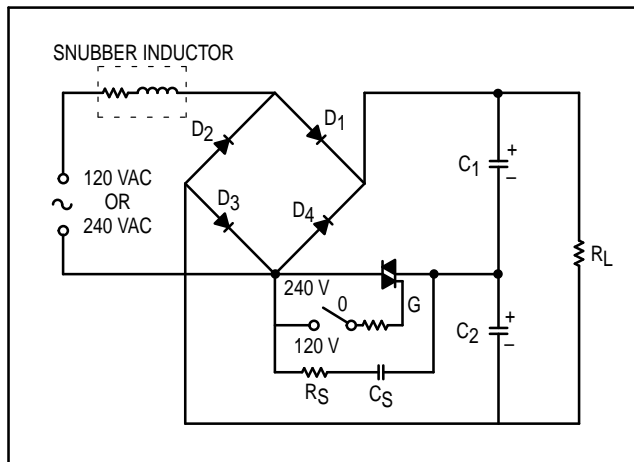 SNUBBER INDUCTOR
D1
D2
C1
+
−
120 VAC
OR
240 VAC
D3
D4
RL
240 V
0
G
120 V
C2
+
−
RS
CS